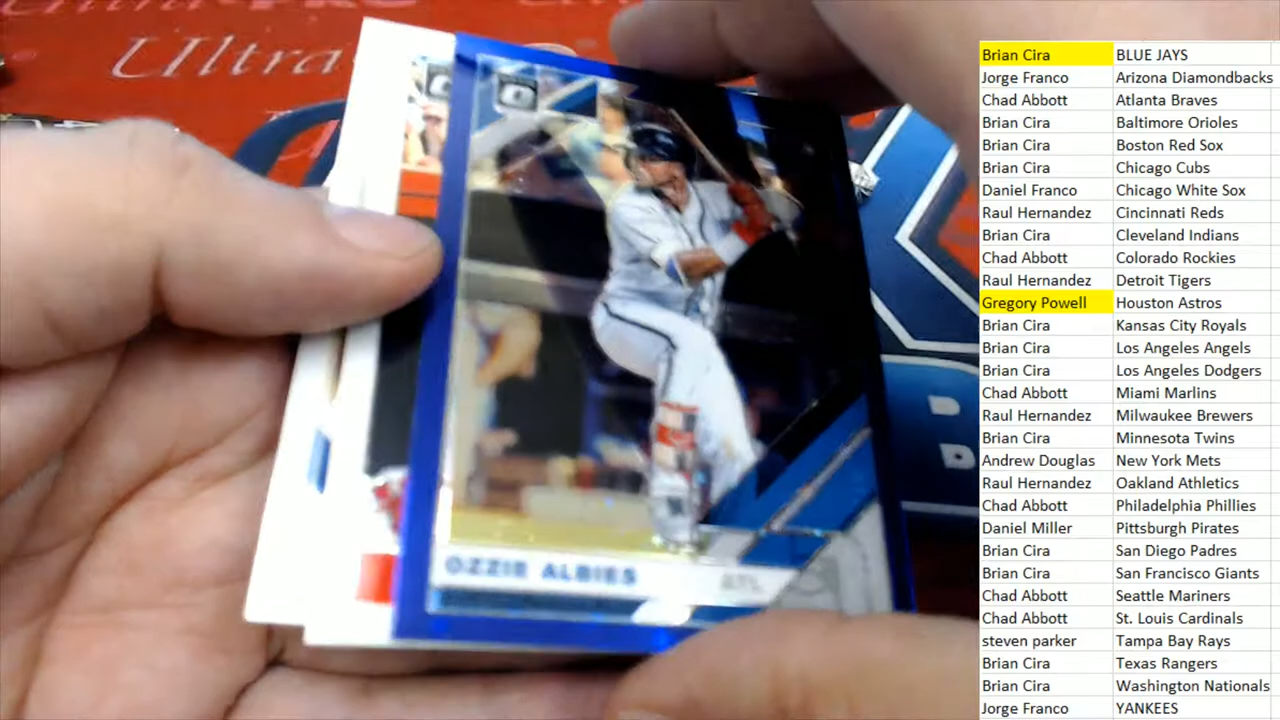 Ultra
OZZIE ALBIES
ATL
Brian Cira BLUE JAYS
Jorge Franco Arizona Diamondbacks
Chad Abbott Atlanta Braves
Brian Cira Baltimore Orioles
Brian Cira Boston Red Sox
Brian Cira Chicago Cubs
Daniel Franco Chicago White Sox
Raul Hernandez Cincinnati Reds
Brian Cira Cleveland Indians
Chad Abbott Colorado Rockies
Raul Hernandez Detroit Tigers
Gregory Powell Houston Astros
Brian Cira Kansas City Royals
Brian Cira Los Angeles Angels
Brian Cira Los Angeles Dodgers
Chad Abbott Miami Marlins
Raul Hernandez Milwaukee Brewers
Brian Cira Minnesota Twins
Andrew Douglas New York Mets
Raul Hernandez Oakland Athletics
Chad Abbott Philadelphia Phillies
Daniel Miller Pittsburgh Pirates
Brian Cira San Diego Padres
Brian Cira San Francisco Giants
Chad Abbott Seattle Mariners
Chad Abbott St. Louis Cardinals
steven parker Tampa Bay Rays
Brian Cira Texas Rangers
Brian Cira Washington Nationals
Jorge Franco YANKEES